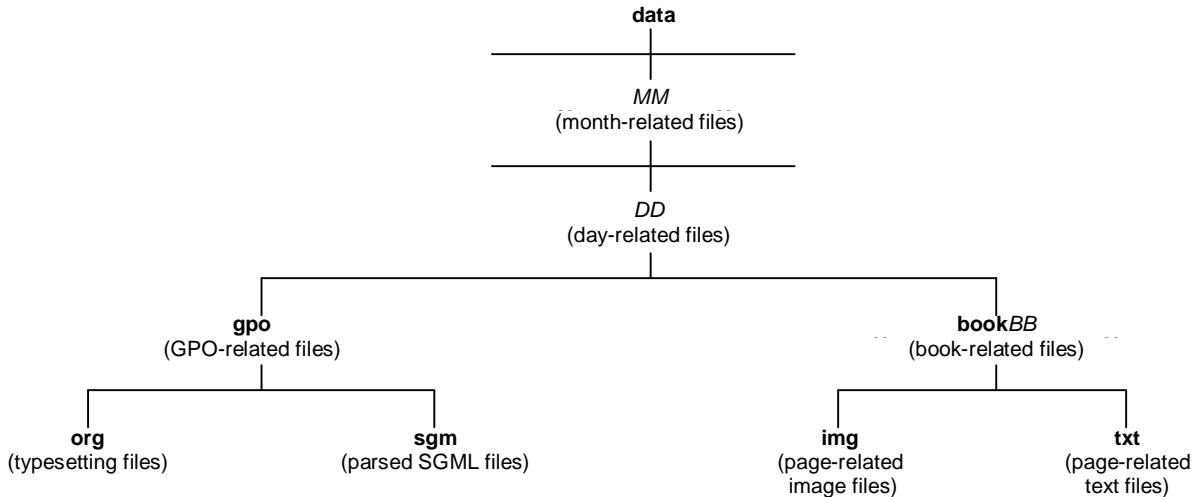 data
MM
(month-related files)
DD
(day-related files)
gpo
(GPO-related files)
bookBB
(book-related files)
org
(typesetting files)
sgm
(parsed SGML files)
img
(page-related
image files)
txt
(page-related
text files)